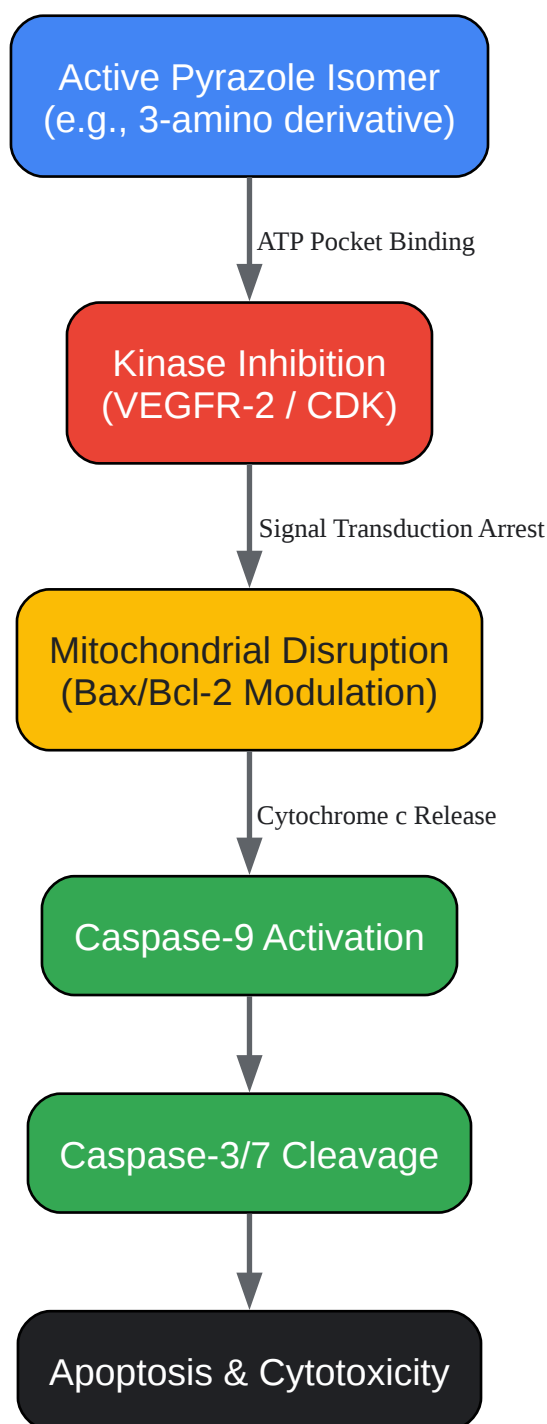 Active Pyrazole Isomer
(e.g., 3-amino derivative)
ATP Pocket Binding
Kinase Inhibition
(VEGFR-2 / CDK)
Signal Transduction Arrest
Mitochondrial Disruption
(Bax/Bcl-2 Modulation)
Cytochrome c Release
Caspase-9 Activation
Caspase-3/7 Cleavage
Apoptosis & Cytotoxicity